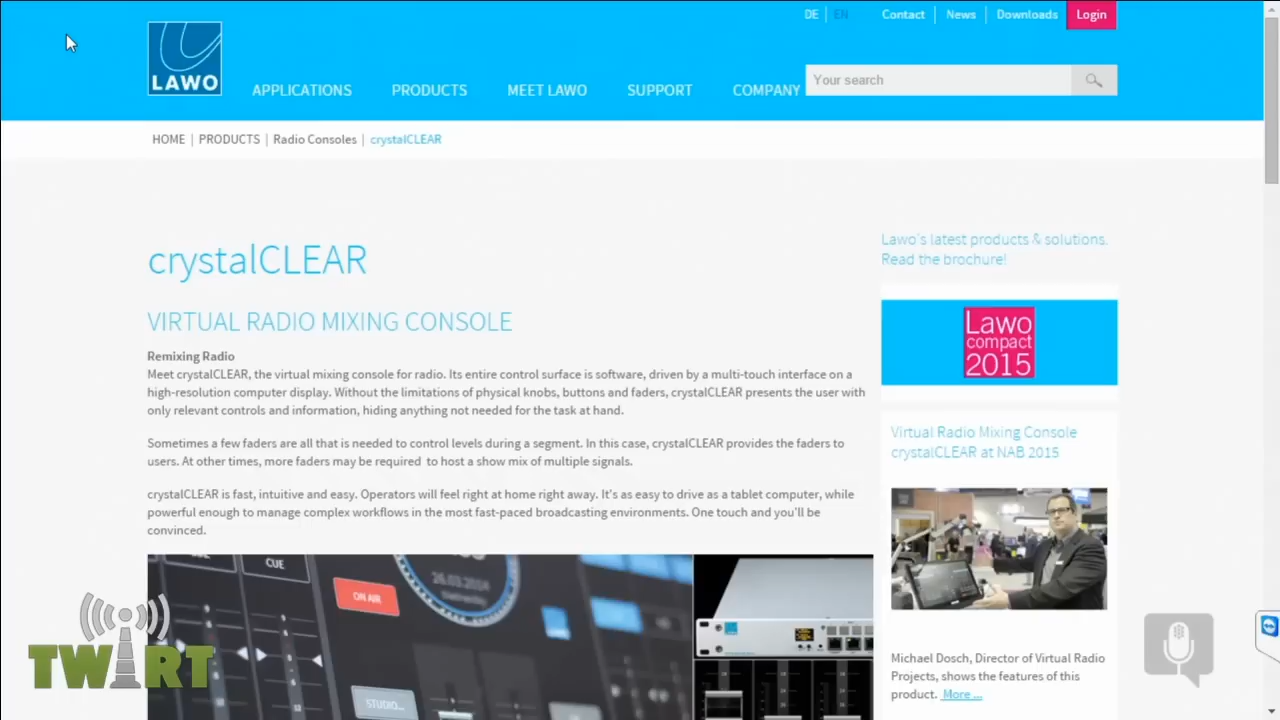 DE | EN
Contact | News | Downloads
Login
LAWO
APPLICATIONS
PRODUCTS
MEET LAWO
SUPPORT
COMPANY
Your search
HOME | PRODUCTS | Radio Consoles | crystalCLEAR
crystalCLEAR
VIRTUAL RADIO MIXING CONSOLE
Remixing Radio
Meet crystalCLEAR, the virtual mixing console for radio. Its entire control surface is software, driven by a multi-touch interface on a
high-resolution computer display. Without the limitations of physical knobs, buttons and faders, crystalCLEAR presents the user with
only relevant controls and information, hiding anything not needed for the task at hand.
Sometimes a few faders are all that is needed to control levels during a segment. In this case, crystalCLEAR provides the faders to
users. At other times, more faders may be required to host a show mix of multiple signals.
crystalCLEAR is fast, intuitive and easy. Operators will feel right at home right away. It's as easy to drive as a tablet computer, while
powerful enough to manage complex workflows in the most fast-paced broadcasting environments. One touch and you'll be
convinced.
CUE
ON AIR
26.03.2014
STUDIO...
Lawo's latest products & solutions.
Read the brochure!
Lawo
compact
2015
Virtual Radio Mixing Console
crystalCLEAR at NAB 2015
Michael Dosch, Director of Virtual Radio
Projects, shows the features of this
product. More ...
TWiRT